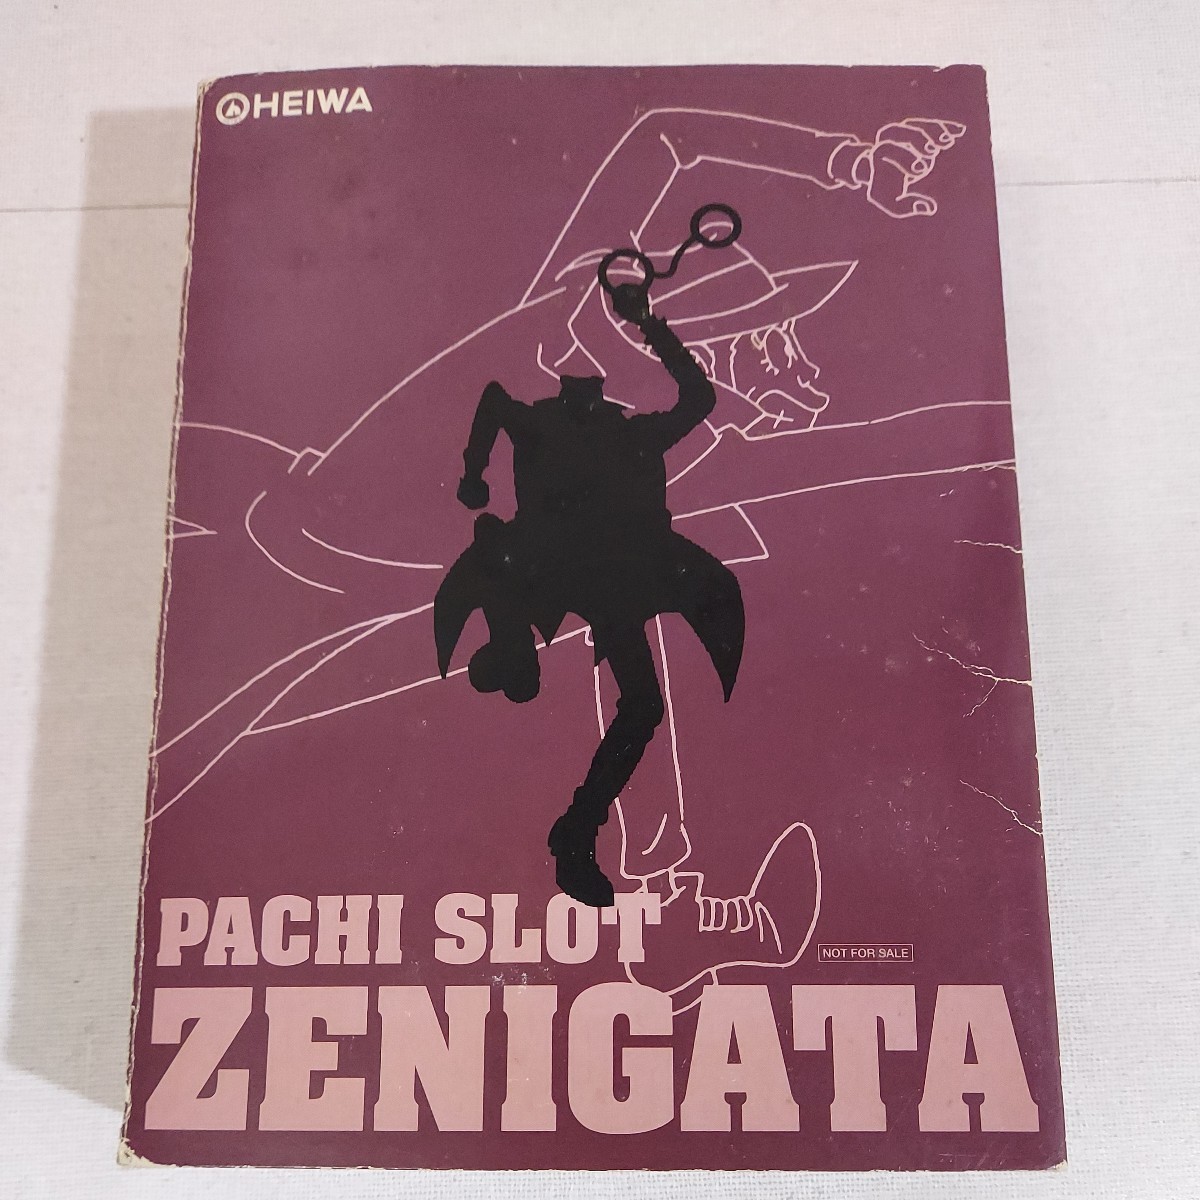 HEIWA
PACHI SLOT
NOT FOR SALE
ZENIGATA